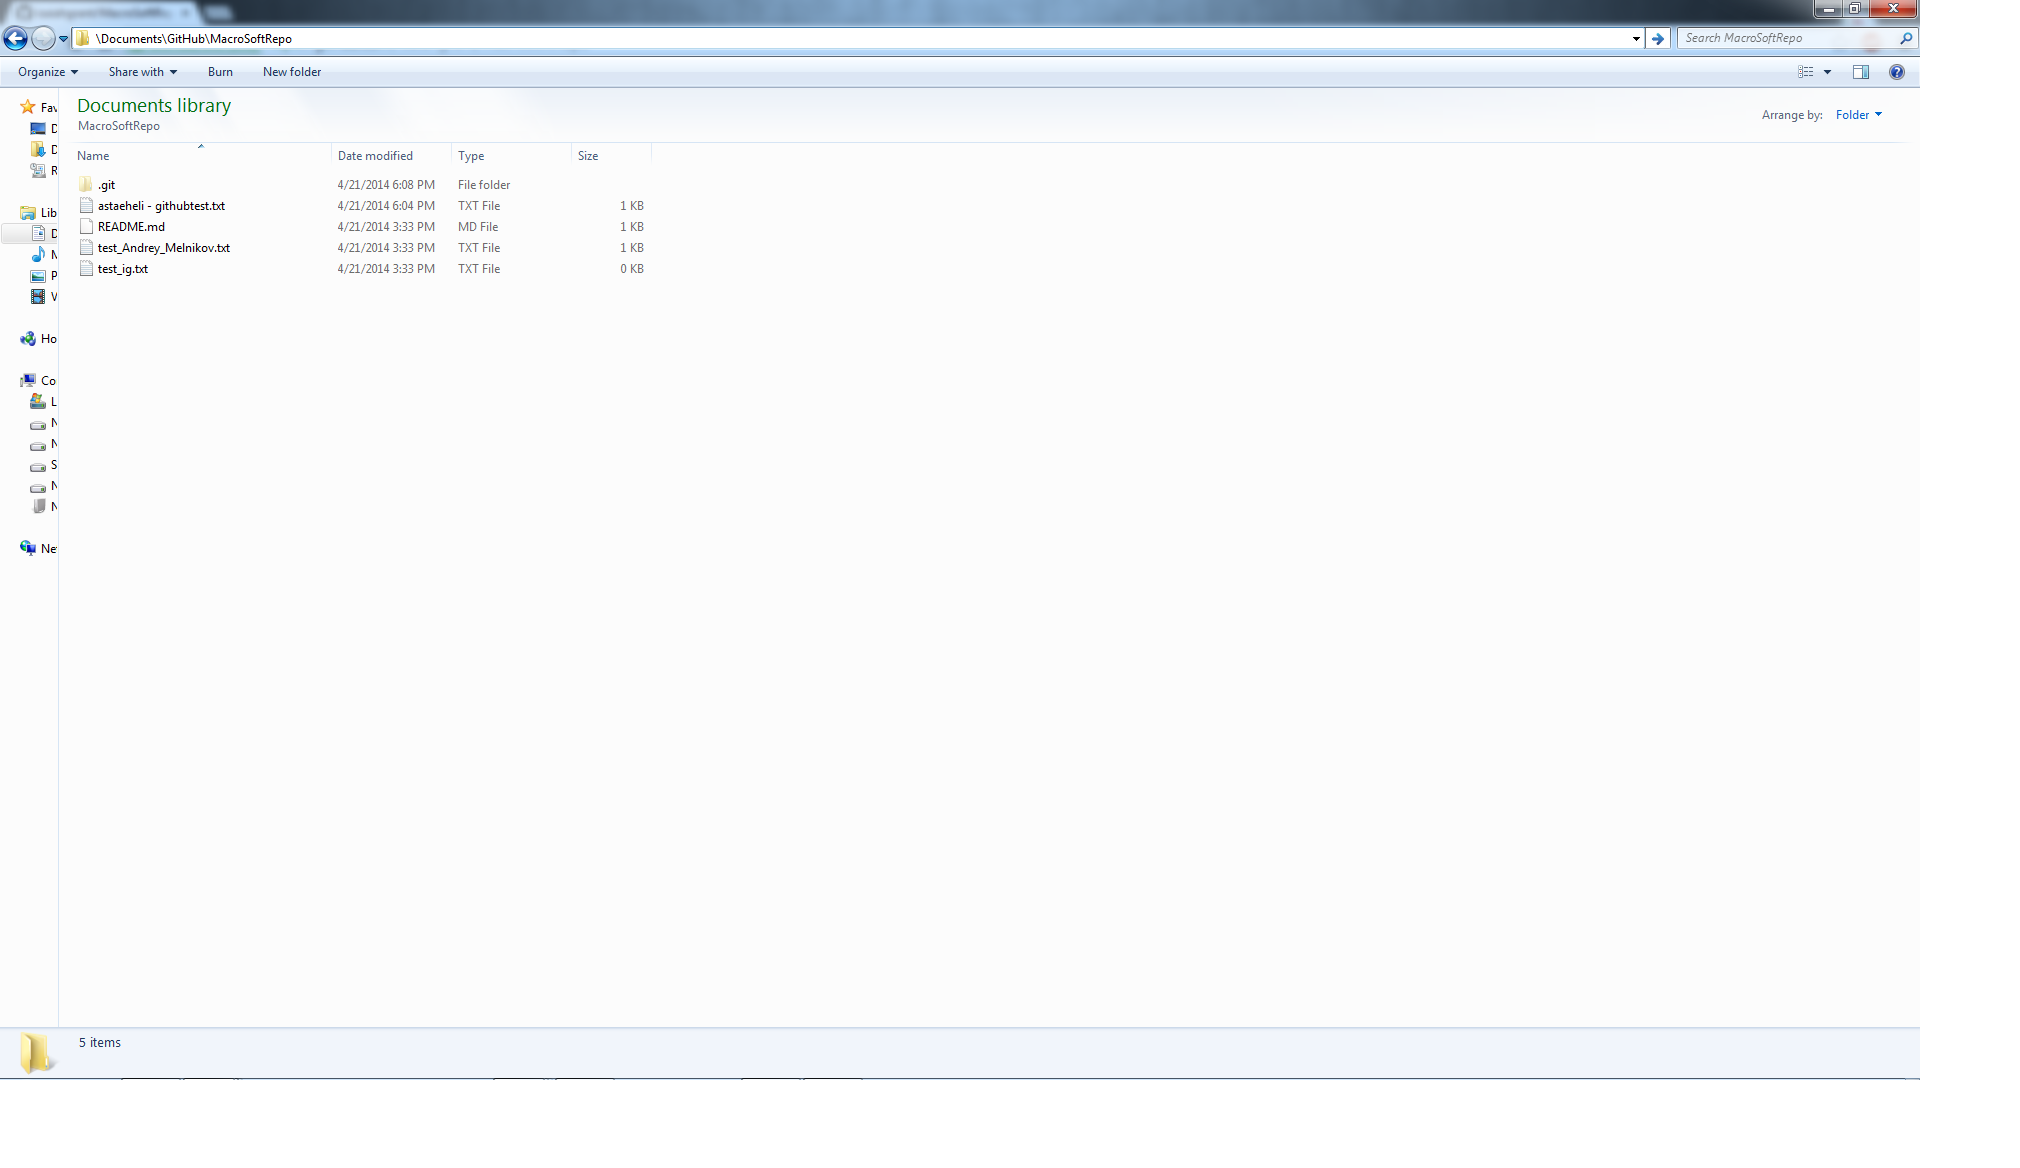 \Documents\GitHub\MacroSoftRepo
Search MacroSoftRepo
Organize Share with Burn New folder
Documents library
MacroSoftRepo
Arrange by: Folder
Name Date modified Type Size
.git 4/21/2014 6:08 PM File folder
astaeheli - githubtest.txt 4/21/2014 6:04 PM TXT File 1 KB
README.md 4/21/2014 3:33 PM MD File 1 KB
test_Andrey_Melnikov.txt 4/21/2014 3:33 PM TXT File 1 KB
test_ig.txt 4/21/2014 3:33 PM TXT File 0 KB
Fav
D
D
R
Lib
D
M
P
V
Ho
Co
L
N
N
S
N
N
Ne
5 items